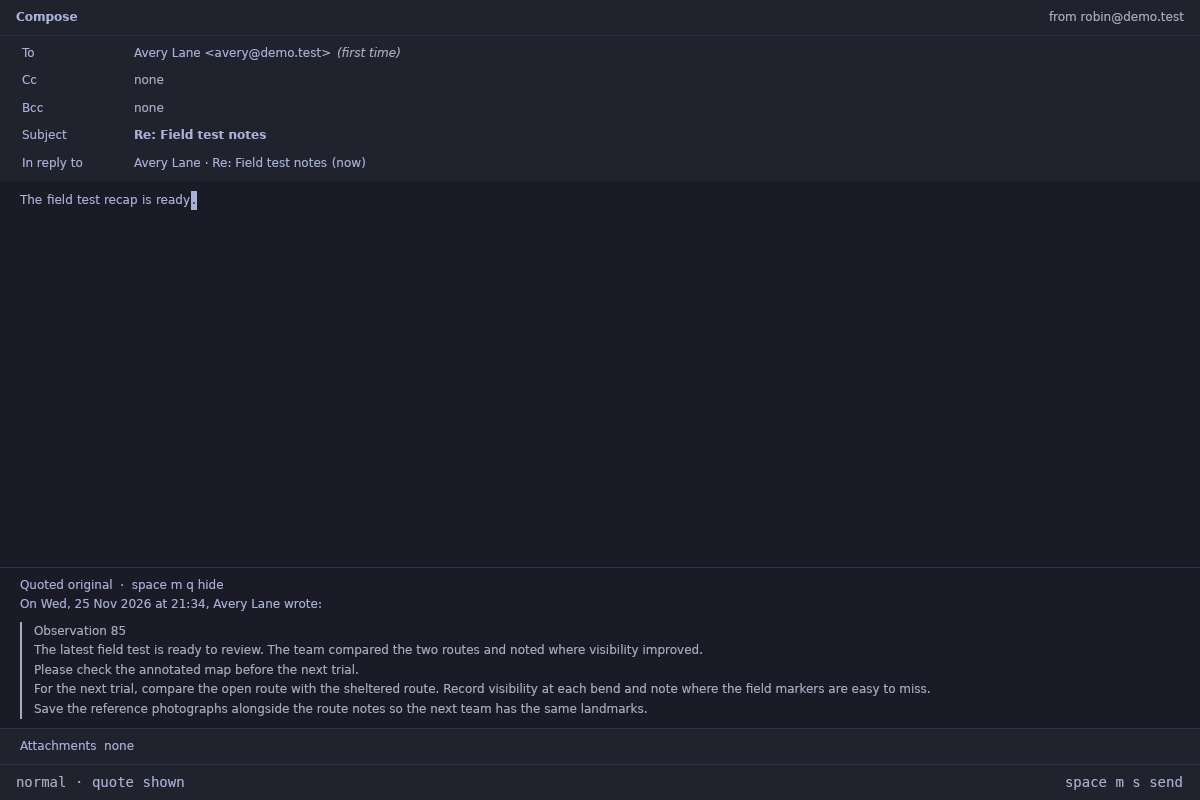 Compose
from robin@demo.test
To Avery Lane <avery@demo.test> (first time)
Cc none
Bcc none
Subject Re: Field test notes
In reply to Avery Lane · Re: Field test notes (now)
The field test recap is ready.
Quoted original · space m q hide
On Wed, 25 Nov 2026 at 21:34, Avery Lane wrote:
Observation 85
The latest field test is ready to review. The team compared the two routes and noted where visibility improved.
Please check the annotated map before the next trial.
For the next trial, compare the open route with the sheltered route. Record visibility at each bend and note where the field markers are easy to miss.
Save the reference photographs alongside the route notes so the next team has the same landmarks.
Attachments none
normal · quote shown
space m s send